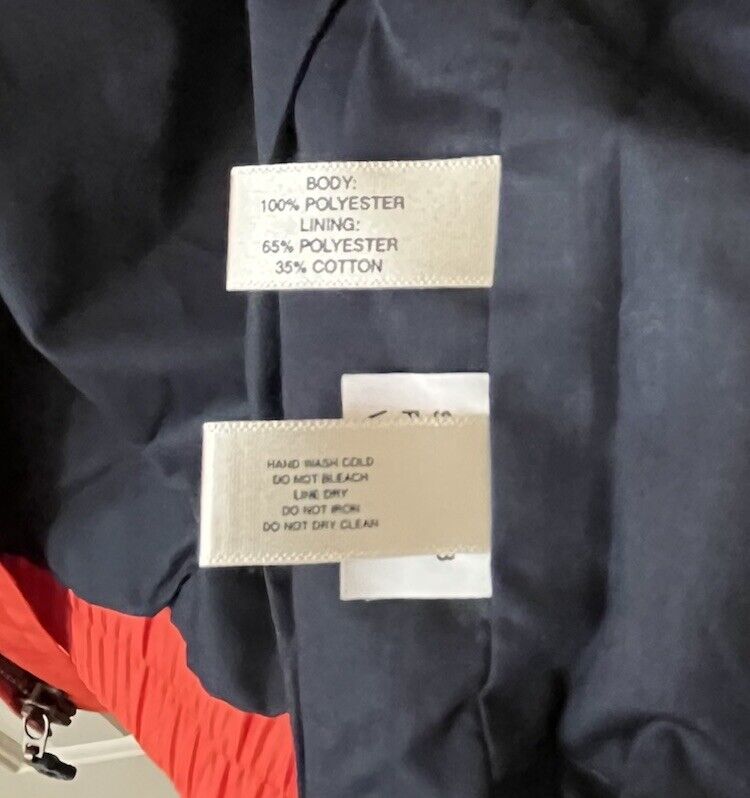 BODY:
100% POLYESTER
LINING:
65% POLYESTER
35% COTTON
HAND WASH COLD
DO NOT BLEACH
LINE DRY
DO NOT IRON
DO NOT DRY CLEAN